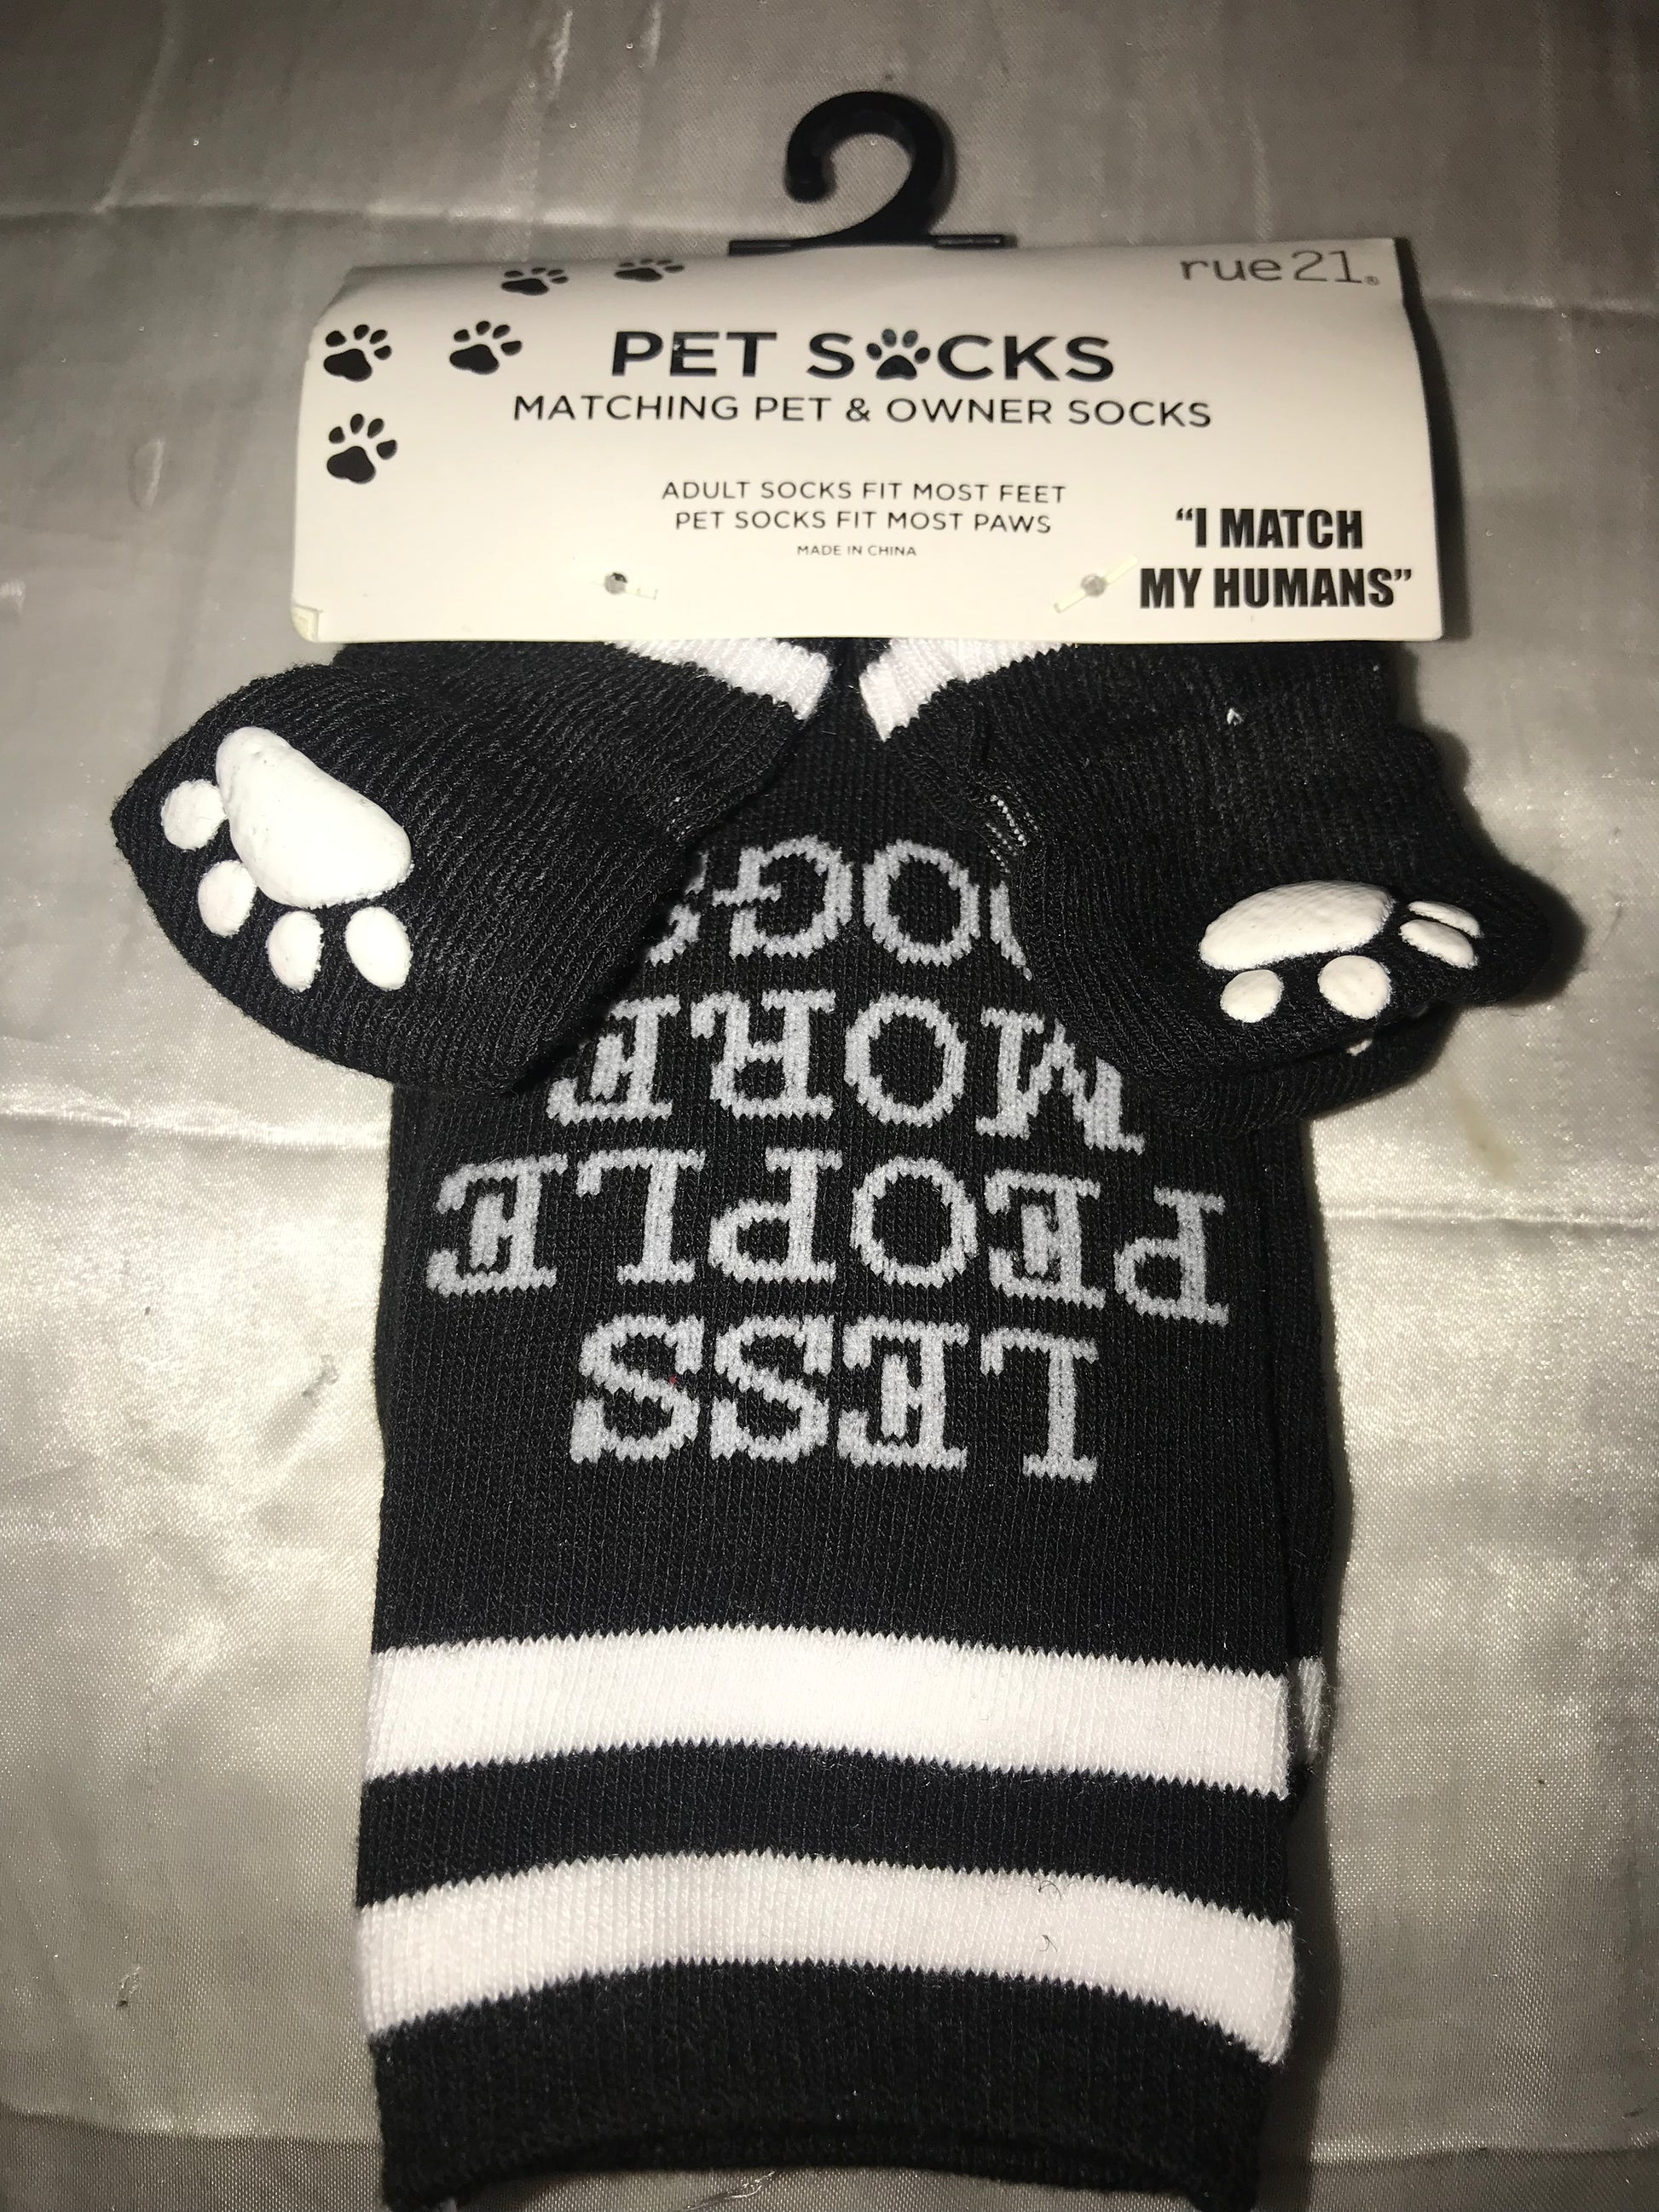 rue21®
PET SOCKS
MATCHING PET & OWNER SOCKS
ADULT SOCKS FIT MOST FEET
PET SOCKS FIT MOST PAWS
MADE IN CHINA
“I MATCH
MY HUMANS”
LESS
PEOPLE
MORE